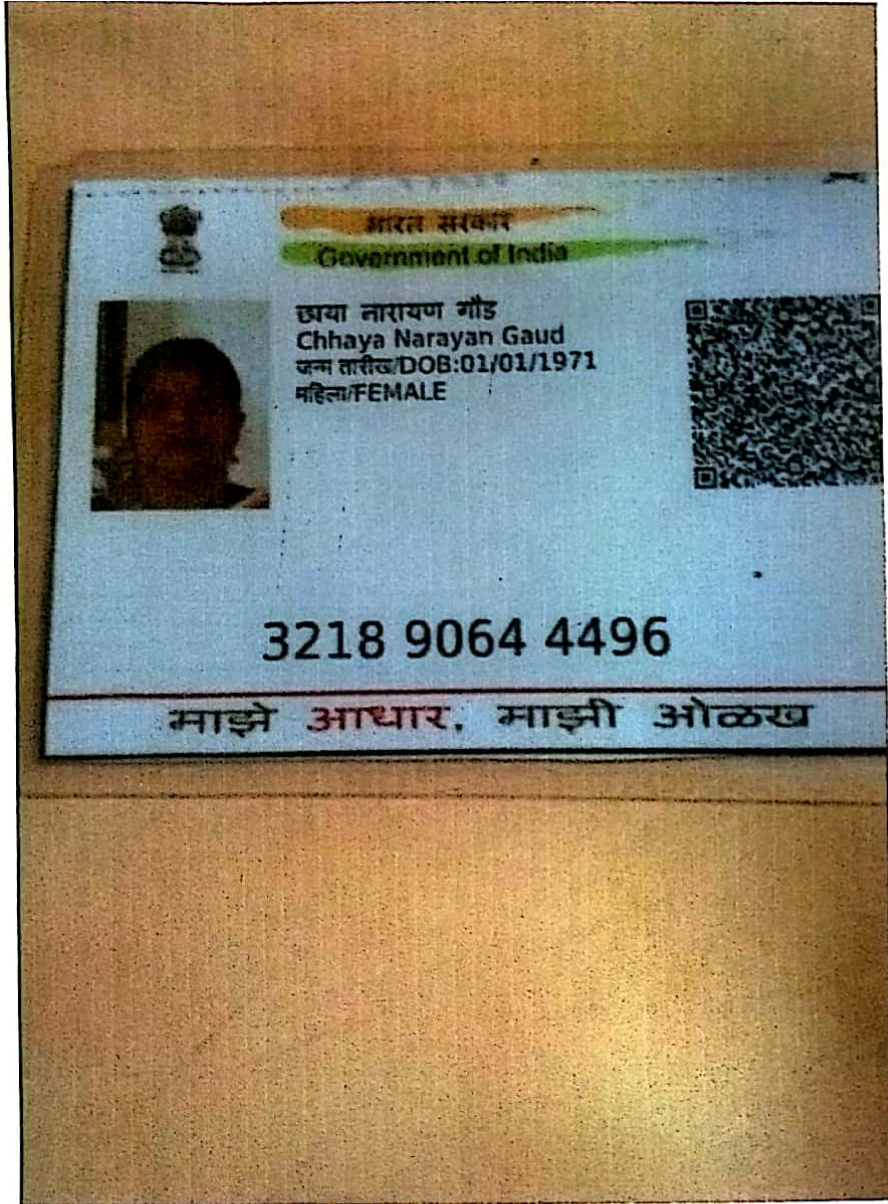 भारत सरकार
Government of India
छाया नारायण गौड
Chhaya Narayan Gaud
जन्म तारीख/DOB:01/01/1971
महिला/FEMALE
3218 9064 4496
माझे आधार, माझी ओळख